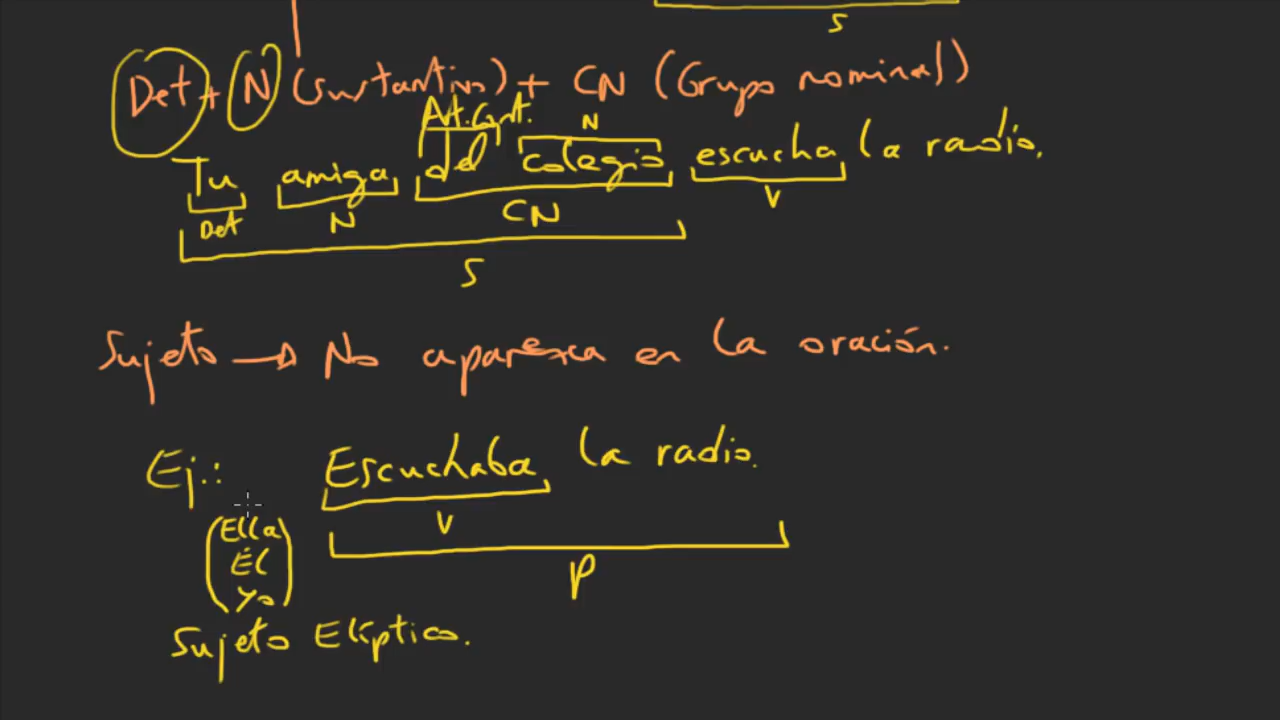 S
Det + N (Sustantivo) + CN (Grupo nominal)
Art. Cont. N
Tu amiga del colegio escucha la radio.
Det N CN V
S
Sujeto → No aparezca en la oración.
Ej.: Escuchaba la radio.
V
(Ella
Él
Yo)
P
Sujeto Elíptico.